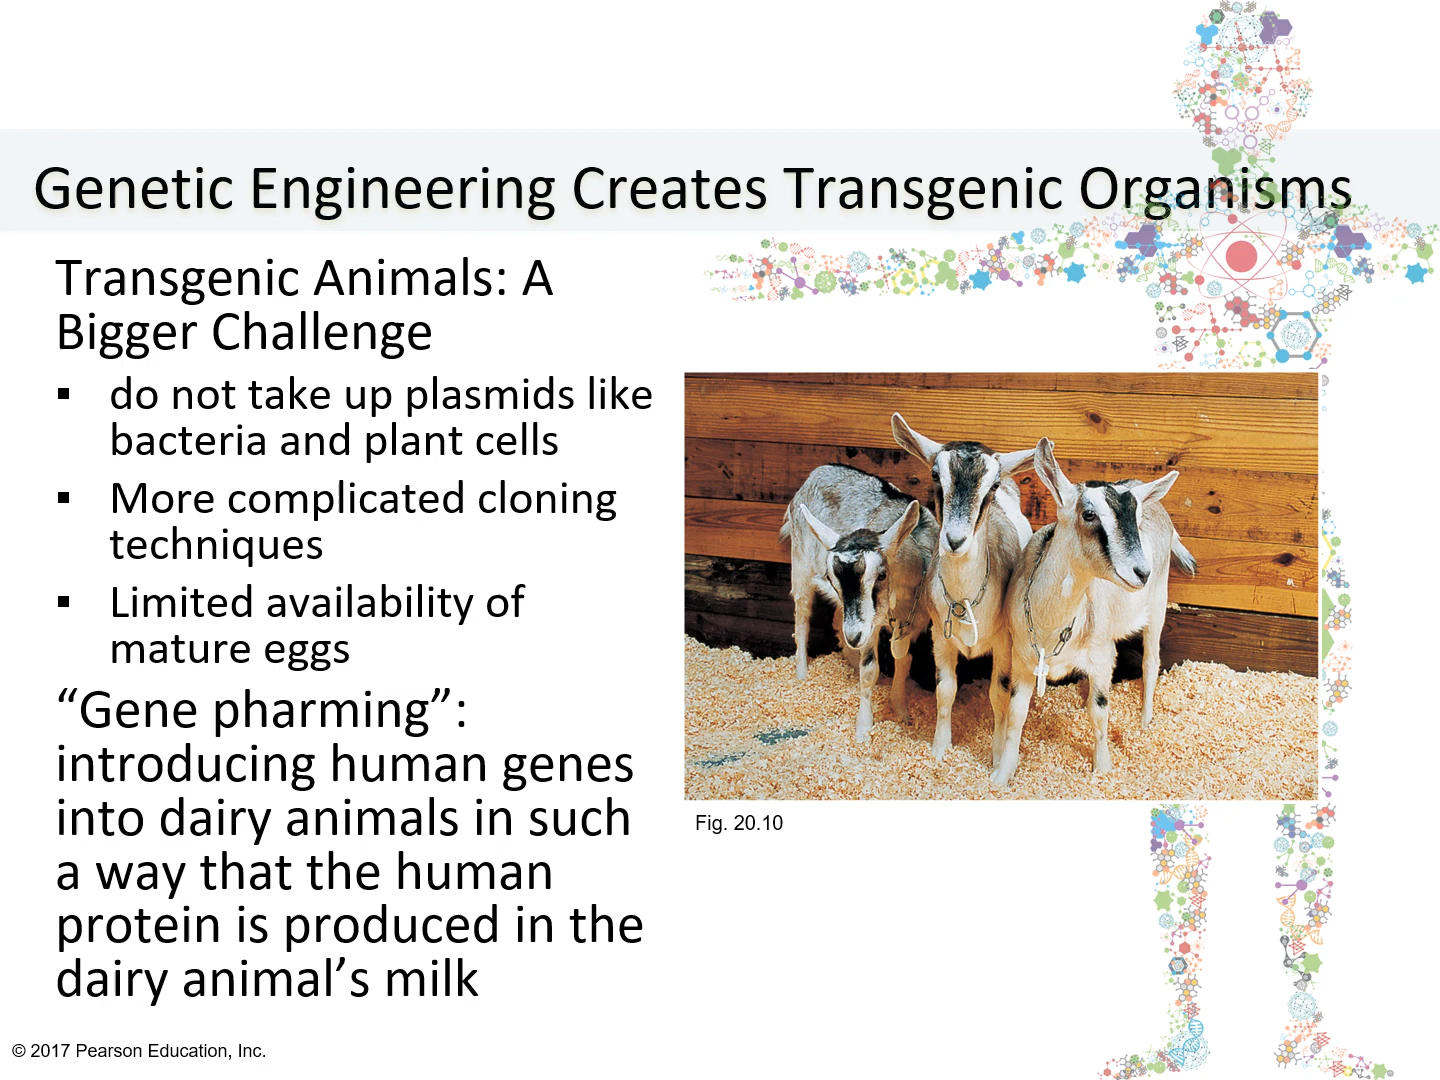 Genetic Engineering Creates Transgenic Organisms
Transgenic Animals: A
Bigger Challenge
▪ do not take up plasmids like
bacteria and plant cells
▪ More complicated cloning
techniques
▪ Limited availability of
mature eggs
“Gene pharming”:
introducing human genes
into dairy animals in such
a way that the human
protein is produced in the
dairy animal’s milk
Fig. 20.10
© 2017 Pearson Education, Inc.